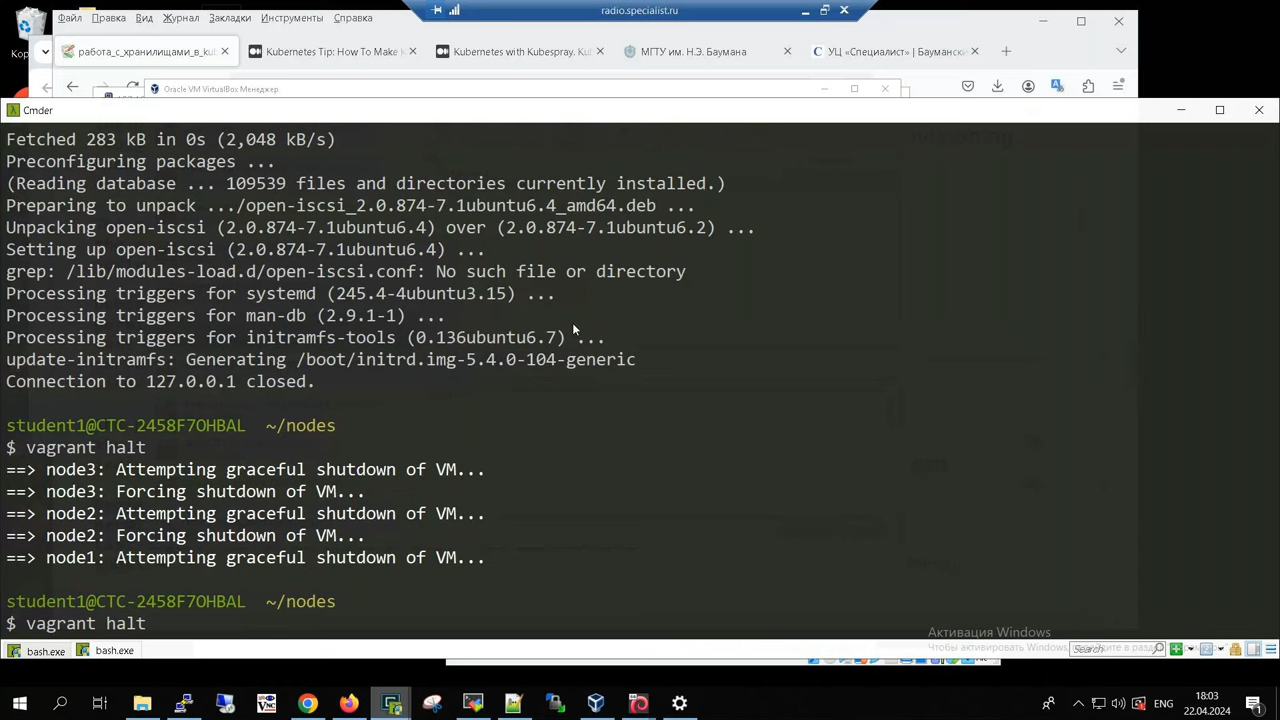 radio.specialist.ru
Файл Правка Вид Журнал Закладки Инструменты Справка
работа_с_хранилищами_в_kub
Kubernetes Tip: How To Make K
Kubernetes with Kubespray. Kub
МГТУ им. Н.Э. Баумана
УЦ «Специалист» | Baуманск
Oracle VM VirtualBox Менеджер
Cmder
Fetched 283 kB in 0s (2,048 kB/s)
Preconfiguring packages ...
(Reading database ... 109539 files and directories currently installed.)
Preparing to unpack .../open-iscsi_2.0.874-7.1ubuntu6.4_amd64.deb ...
Unpacking open-iscsi (2.0.874-7.1ubuntu6.4) over (2.0.874-7.1ubuntu6.2) ...
Setting up open-iscsi (2.0.874-7.1ubuntu6.4) ...
grep: /lib/modules-load.d/open-iscsi.conf: No such file or directory
Processing triggers for systemd (245.4-4ubuntu3.15) ...
Processing triggers for man-db (2.9.1-1) ...
Processing triggers for initramfs-tools (0.136ubuntu6.7) ...
update-initramfs: Generating /boot/initrd.img-5.4.0-104-generic
Connection to 127.0.0.1 closed.
student1@CTC-2458F7OHBAL ~/nodes
$ vagrant halt
==> node3: Attempting graceful shutdown of VM...
==> node3: Forcing shutdown of VM...
==> node2: Attempting graceful shutdown of VM...
==> node2: Forcing shutdown of VM...
==> node1: Attempting graceful shutdown of VM...
student1@CTC-2458F7OHBAL ~/nodes
$ vagrant halt
Активация Windows
Чтобы активировать Windows, перейдите в раздел
bash.exe
bash.exe
Search
ENG
18:03
22.04.2024